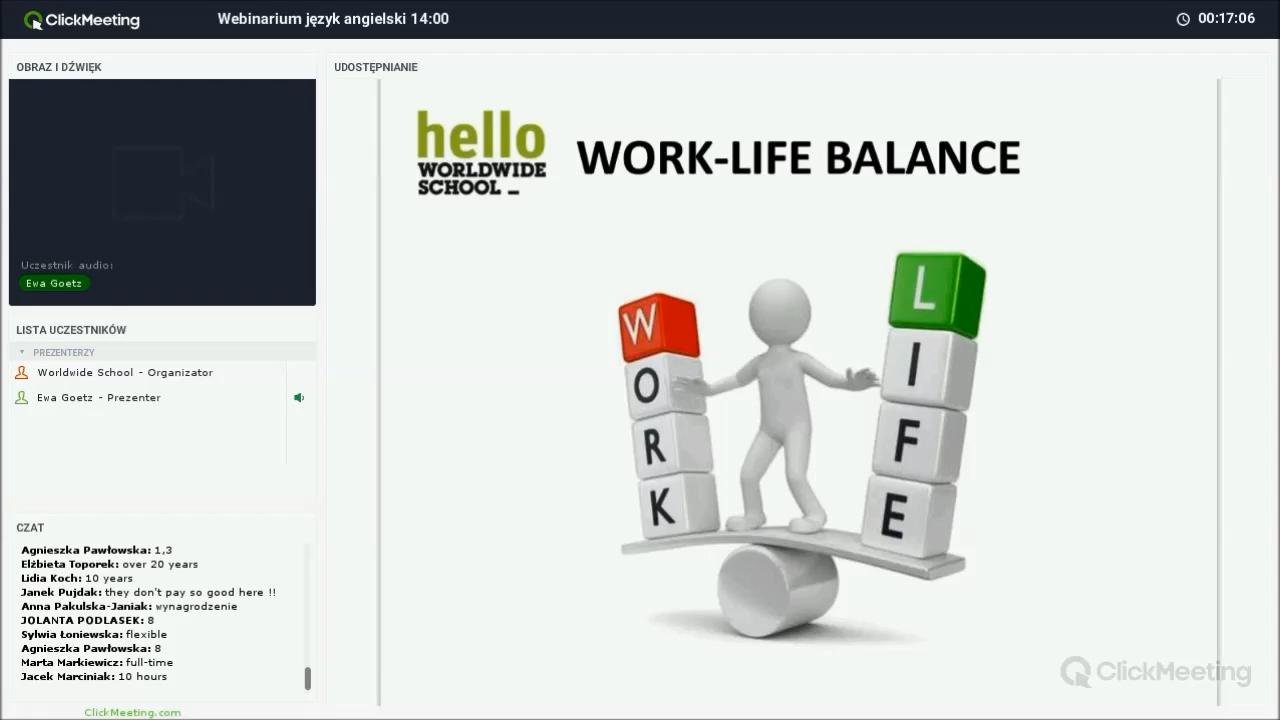 ClickMeeting
Webinarium język angielski 14:00
00:17:06
OBRAZ I DŹWIĘK
Uczestnik audio:
Ewa Goetz
LISTA UCZESTNIKÓW
PREZENTERZY
Worldwide School - Organizator
Ewa Goetz - Prezenter
CZAT
Agnieszka Pawłowska: 1,3
Elżbieta Toporek: over 20 years
Lidia Koch: 10 years
Janek Pujdak: they don't pay so good here !!
Anna Pakulska-Janiak: wynagrodzenie
JOLANTA PODLASEK: 8
Sylwia Łoniewska: flexible
Agnieszka Pawłowska: 8
Marta Markiewicz: full-time
Jacek Marciniak: 10 hours
ClickMeeting.com
UDOSTĘPNIANIE
hello
WORLDWIDE
SCHOOL _
WORK-LIFE BALANCE
W
O
R
K
L
I
F
E
ClickMeeting